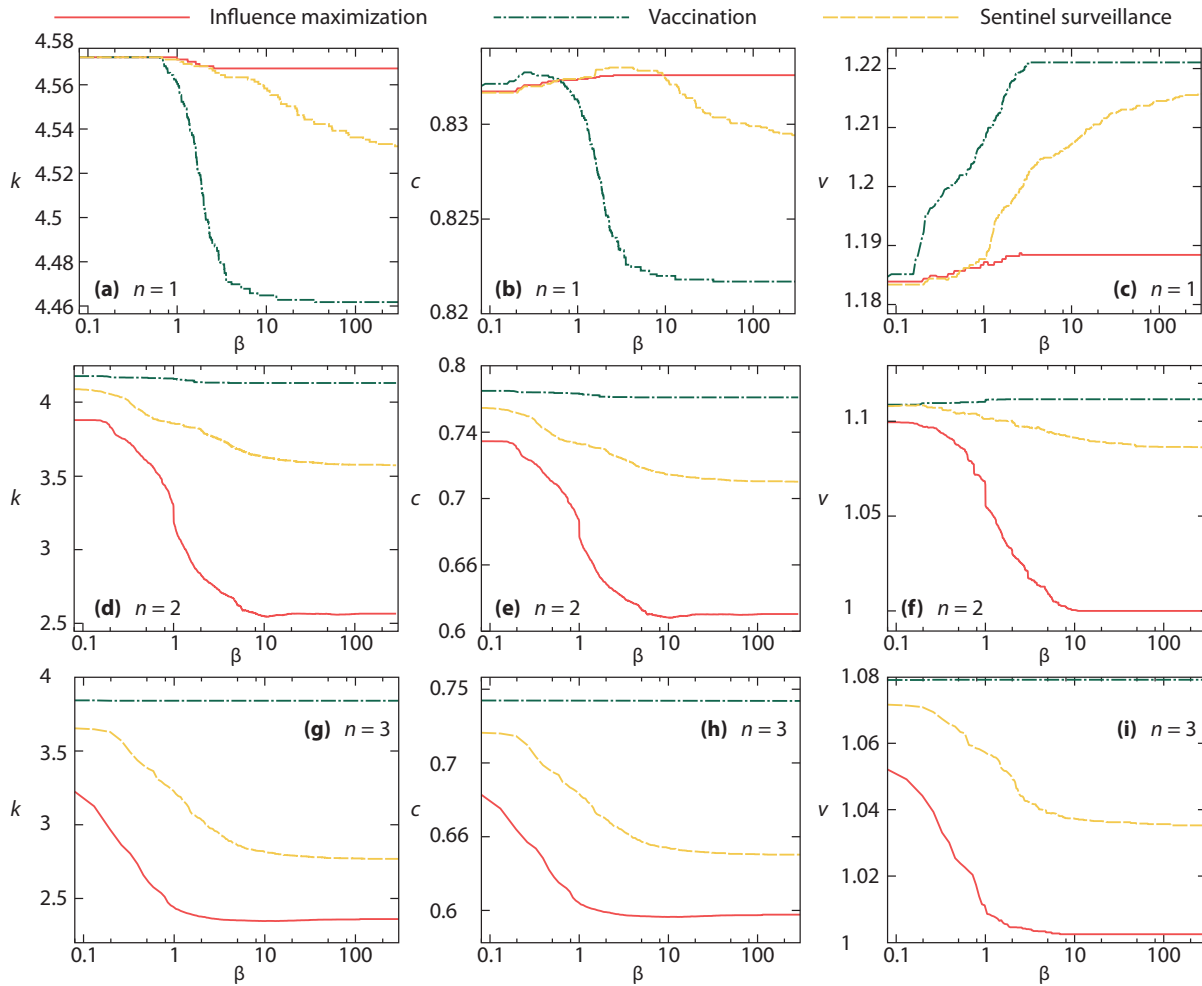 Influence maximization Vaccination Sentinel surveillance
4.58
4.56
4.54
4.52
4.5
4.48
4.46
k
(a) n = 1
0.1 1 10 100
β
0.83
0.825
0.82
c
(b) n = 1
0.1 1 10 100
β
1.22
1.21
1.2
1.19
1.18
v
(c) n = 1
0.1 1 10 100
β
4
3.5
3
2.5
k
(d) n = 2
0.1 1 10 100
β
0.8
0.74
0.7
0.66
0.6
c
(e) n = 2
0.1 1 10 100
β
1.1
1.05
1
v
(f) n = 2
0.1 1 10 100
β
4
3.5
3
2.5
k
(g) n = 3
0.1 1 10 100
β
0.75
0.7
0.66
0.6
c
(h) n = 3
0.1 1 10 100
β
1.08
1.06
1.04
1.02
1
v
(i) n = 3
0.1 1 10 100
β